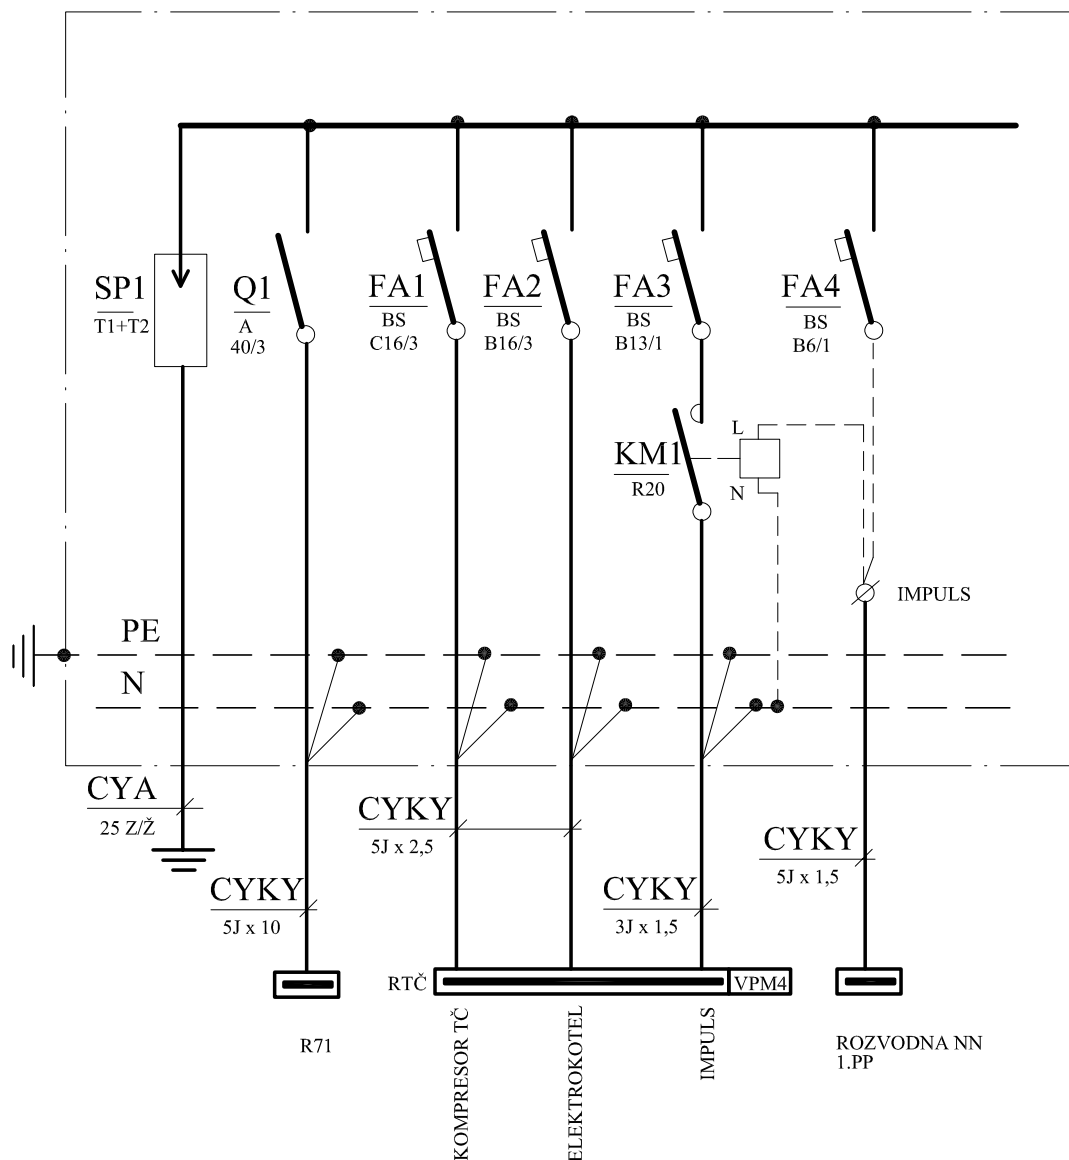 SP1
T1+T2
Q1
A
40/3
FA1
BS
C16/3
FA2
BS
B16/3
FA3
BS
B13/1
FA4
BS
B6/1
KM1
R20
L
N
IMPULS
PE
N
CYA
25 Z/Ž
CYKY
5J x 2,5
CYKY
5J x 1,5
CYKY
5J x 10
CYKY
3J x 1,5
RTČ
VPM4
R71
KOMPRESOR TČ
ELEKTROKOTEL
IMPULS
ROZVODNA NN
1.PP